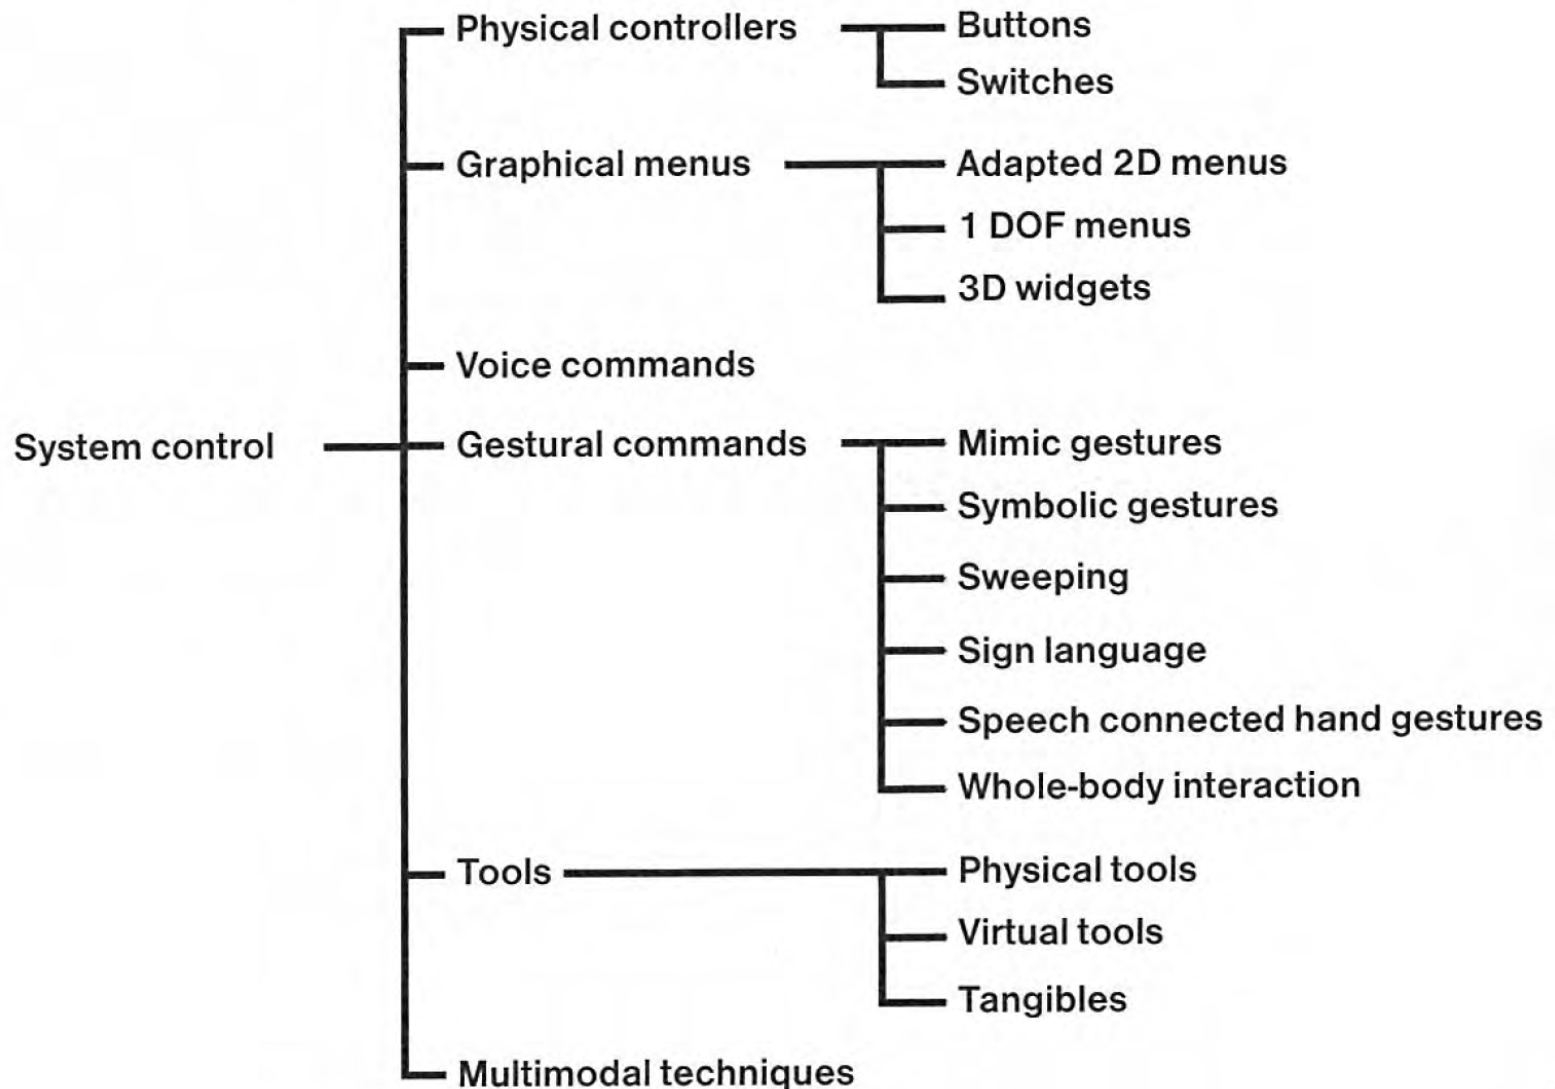 Physical controllers
Buttons
Switches
Graphical menus
Adapted 2D menus
1 DOF menus
3D widgets
Voice commands
System control
Gestural commands
Mimic gestures
Symbolic gestures
Sweeping
Sign language
Speech connected hand gestures
Whole-body interaction
Tools
Physical tools
Virtual tools
Tangibles
Multimodal techniques